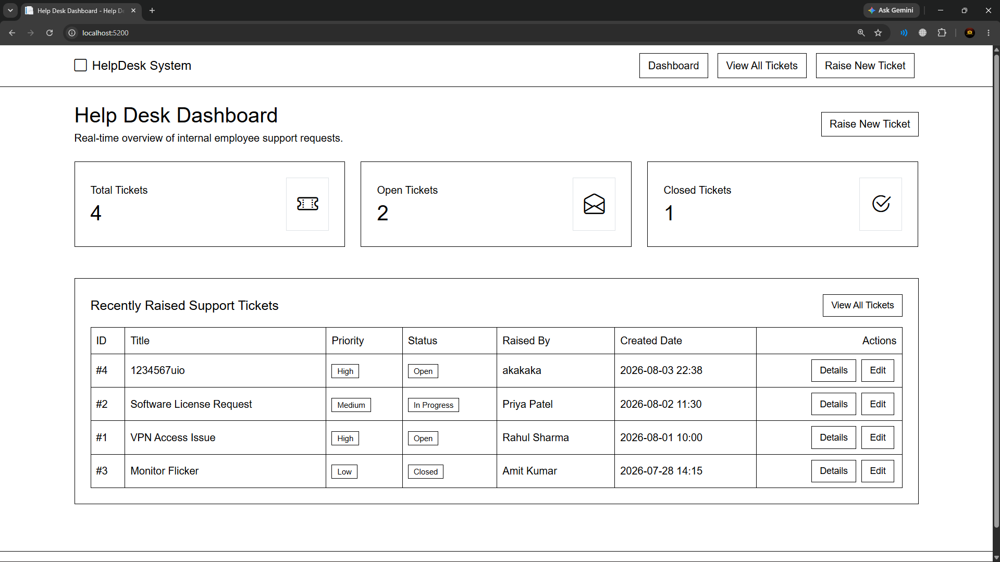 Help Desk Dashboard - Help De
Ask Gemini
localhost:5200
HelpDesk System
Dashboard
View All Tickets
Raise New Ticket
Help Desk Dashboard
Real-time overview of internal employee support requests.
Raise New Ticket
Total Tickets
4
Open Tickets
2
Closed Tickets
1
Recently Raised Support Tickets
View All Tickets
ID Title Priority Status Raised By Created Date Actions
#4 1234567uio High Open akakaka 2026-08-03 22:38 Details Edit
#2 Software License Request Medium In Progress Priya Patel 2026-08-02 11:30 Details Edit
#1 VPN Access Issue High Open Rahul Sharma 2026-08-01 10:00 Details Edit
#3 Monitor Flicker Low Closed Amit Kumar 2026-07-28 14:15 Details Edit